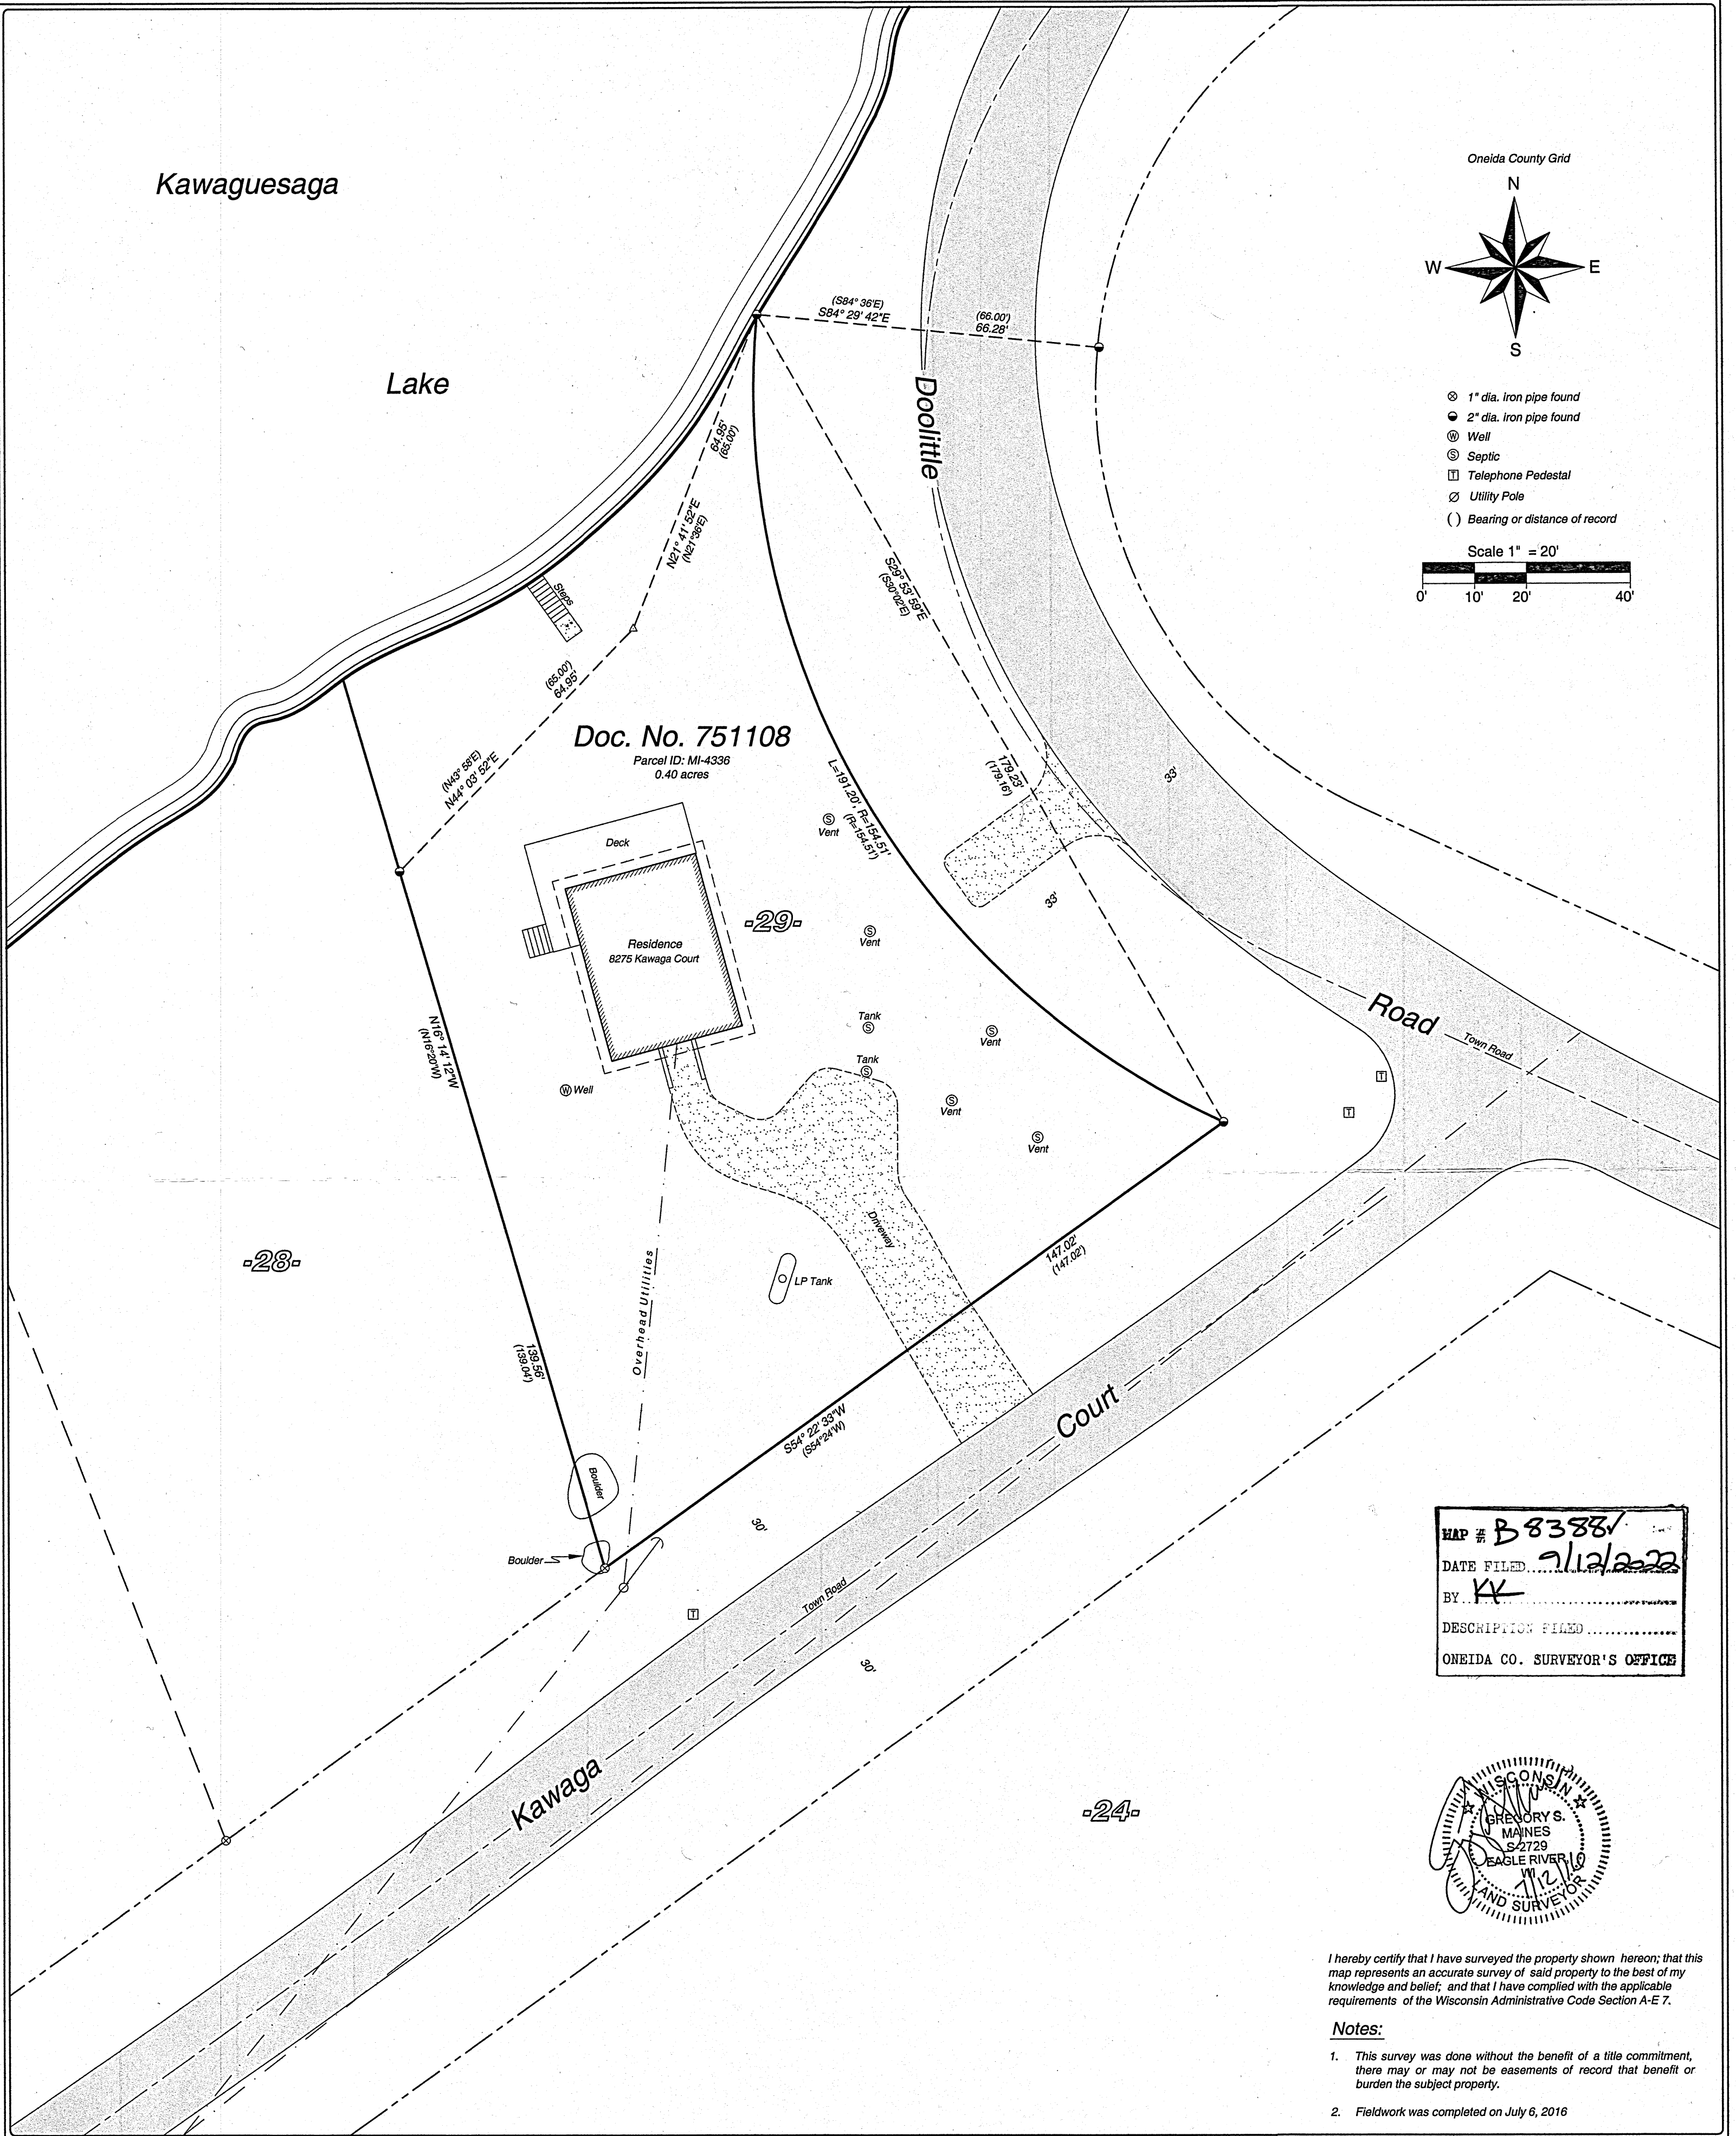 Oneida County Grid
N
W
E
S
Kawaguesaga
Lake
(S84° 36'E)
S84° 29' 42"E
(66.00')
66.28'
Doolittle
1" dia. iron pipe found
2" dia. iron pipe found
W Well
S Septic
T Telephone Pedestal
Utility Pole
( ) Bearing or distance of record
Scale 1" = 20'
0' 10' 20' 40'
64.95'
(65.00')
N21° 41' 52"E
(N21°36'E)
S29° 53' 59"E
(S30°02'E)
Steps
(65.00')
64.95'
(N43° 58'E)
N44° 03' 52"E
Doc. No. 751108
Parcel ID: MI-4336
0.40 acres
179.23'
(179.16')
33'
L=191.20', R=154.51'
(R=154.51')
S
Vent
Deck
33'
-29-
Residence
8275 Kawaga Court
S
Vent
Road
Town Road
Tank
S
S
Vent
N16° 14' 12"W
(N16°20'W)
Tank
S
T
W Well
S
Vent
T
S
Vent
Driveway
147.02'
(147.02')
-28-
Overhead Utilities
LP Tank
139.56'
(139.04')
Court
S54° 22' 33"W
(S54°24'W)
Boulder
30'
Boulder
T
Town Road
30'
Kawaga
-24-
MAP # B 8388✓
DATE FILED 9/12/2022
BY KK
DESCRIPTION FILED
ONEIDA CO. SURVEYOR'S OFFICE
WISCONSIN
GREGORY S.
MAINES
S-2729
EAGLE RIVER,
WI
7/12/16
LAND SURVEYOR
I hereby certify that I have surveyed the property shown hereon; that this
map represents an accurate survey of said property to the best of my
knowledge and belief; and that I have complied with the applicable
requirements of the Wisconsin Administrative Code Section A-E 7.
Notes:
1. This survey was done without the benefit of a title commitment,
there may or may not be easements of record that benefit or
burden the subject property.
2. Fieldwork was completed on July 6, 2016